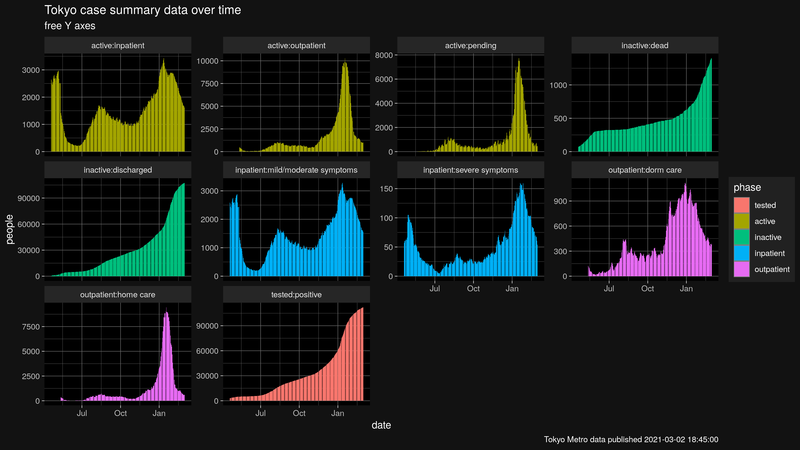 Tokyo case summary data over time
free Y axes
active:inpatient
active:outpatient
active:pending
inactive:dead
3000
2000
1000
0
10000
7500
5000
2500
0
8000
6000
4000
2000
0
1000
500
0
inactive:discharged
inpatient:mild/moderate symptoms
inpatient:severe symptoms
outpatient:dorm care
90000
60000
30000
0
3000
2000
1000
0
150
100
50
0
900
600
300
0
Jul Oct Jan
Jul Oct Jan
outpatient:home care
tested:positive
7500
5000
2500
0
90000
60000
30000
0
Jul Oct Jan
Jul Oct Jan
people
date
phase
tested
active
inactive
inpatient
outpatient
Tokyo Metro data published 2021-03-02 18:45:00